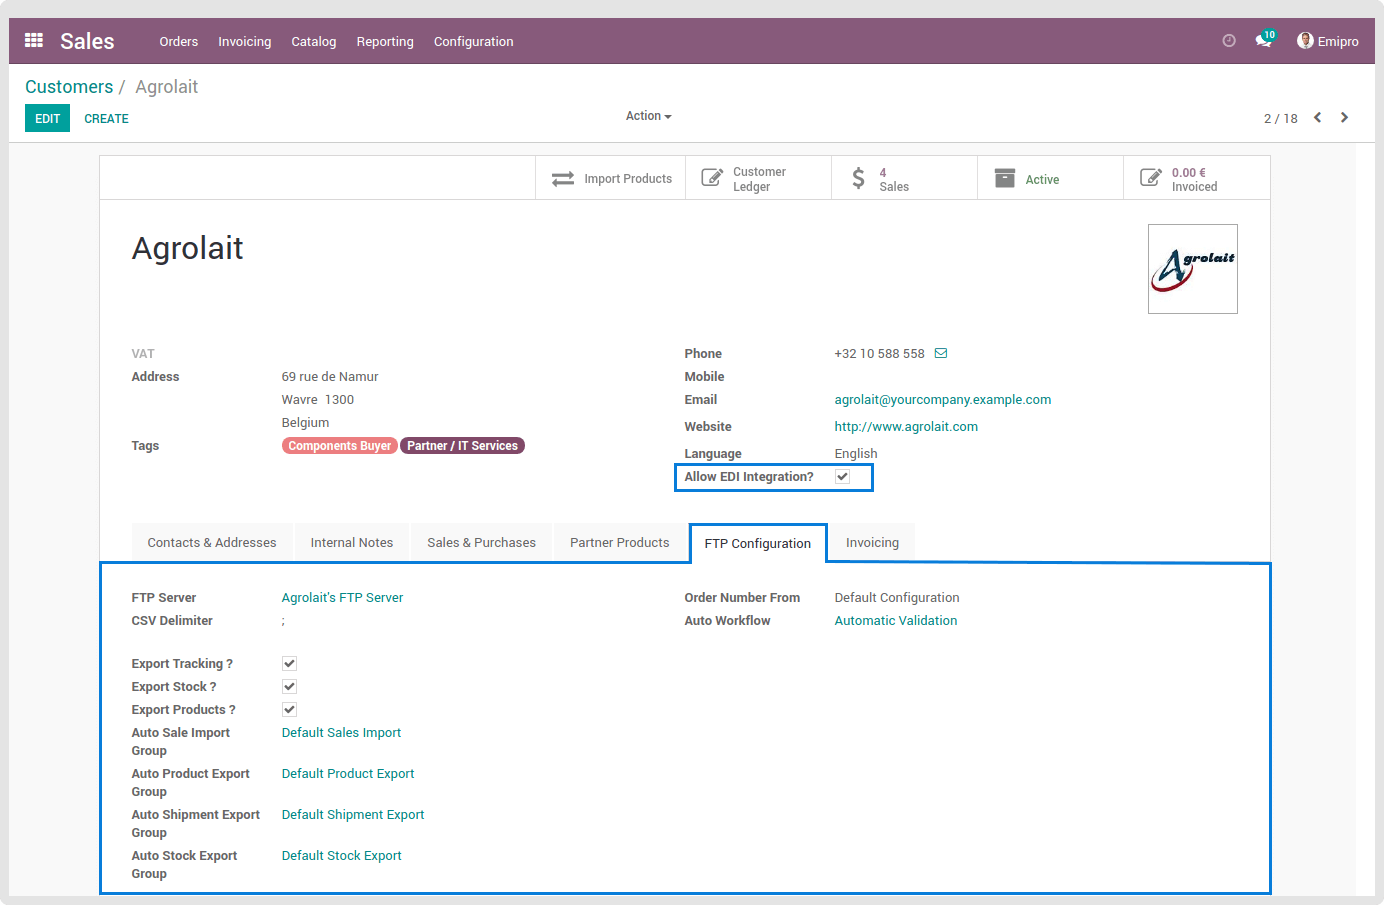 Sales Orders Invoicing Catalog Reporting Configuration 10 Emipro
Customers / Agrolait
EDIT CREATE Action 2 / 18
Import Products Customer Ledger 4 Sales Active 0.00 € Invoiced
Agrolait
Agrolait
VAT
Address 69 rue de Namur
Wavre 1300
Belgium
Tags Components Buyer Partner / IT Services
Phone +32 10 588 558
Mobile
Email agrolait@yourcompany.example.com
Website http://www.agrolait.com
Language English
Allow EDI Integration?
Contacts & Addresses Internal Notes Sales & Purchases Partner Products FTP Configuration Invoicing
FTP Server Agrolait's FTP Server
CSV Delimiter ;
Order Number From Default Configuration
Auto Workflow Automatic Validation
Export Tracking ?
Export Stock ?
Export Products ?
Auto Sale Import Group Default Sales Import
Auto Product Export Group Default Product Export
Auto Shipment Export Group Default Shipment Export
Auto Stock Export Group Default Stock Export